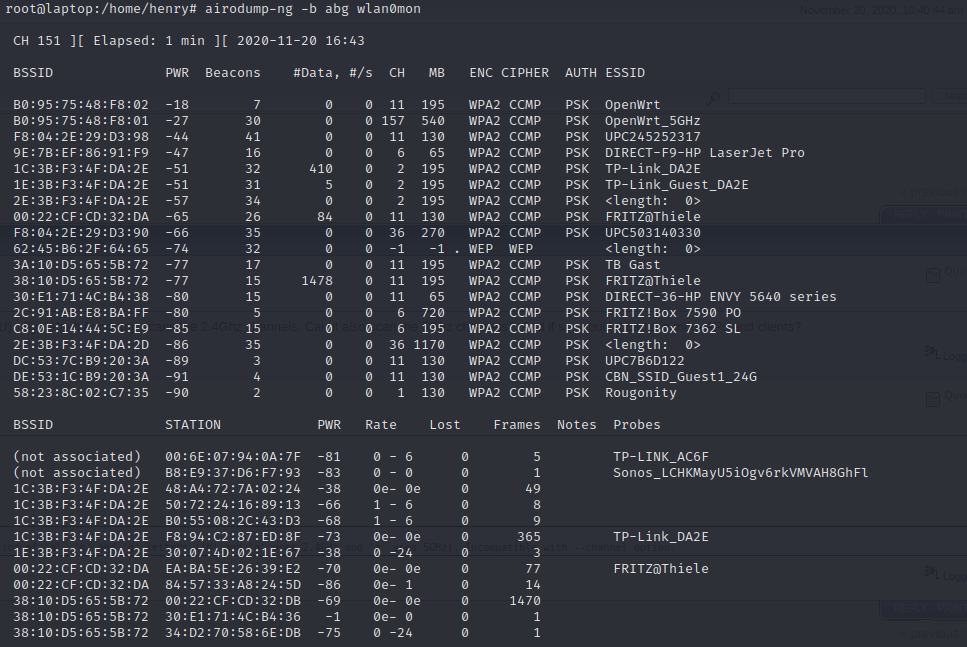 root@laptop:/home/henry# airodump-ng -b abg wlan0mon
CH 151 ][ Elapsed: 1 min ][ 2020-11-20 16:43
BSSID PWR Beacons #Data, #/s CH MB ENC CIPHER AUTH ESSID
B0:95:75:48:F8:02 -18 7 0 0 11 195 WPA2 CCMP PSK OpenWrt
B0:95:75:48:F8:01 -27 30 0 0 157 540 WPA2 CCMP PSK OpenWrt_5GHz
F8:04:2E:29:D3:98 -44 41 0 0 11 130 WPA2 CCMP PSK UPC245252317
9E:7B:EF:86:91:F9 -47 16 0 0 6 65 WPA2 CCMP PSK DIRECT-F9-HP LaserJet Pro
1C:3B:F3:4F:DA:2E -51 32 410 0 2 195 WPA2 CCMP PSK TP-Link_DA2E
1E:3B:F3:4F:DA:2E -51 31 5 0 2 195 WPA2 CCMP PSK TP-Link_Guest_DA2E
2E:3B:F3:4F:DA:2E -57 34 0 0 2 195 WPA2 CCMP PSK <length: 0>
00:22:CF:CD:32:DA -65 26 84 0 11 130 WPA2 CCMP PSK FRITZ@Thiele
F8:04:2E:29:D3:90 -66 35 0 0 36 270 WPA2 CCMP PSK UPC503140330
62:45:B6:2F:64:65 -74 32 0 0 -1 -1 . WEP WEP <length: 0>
3A:10:D5:65:5B:72 -77 17 0 0 11 195 WPA2 CCMP PSK TB Gast
38:10:D5:65:5B:72 -77 15 1478 0 11 195 WPA2 CCMP PSK FRITZ@Thiele
30:E1:71:4C:B4:38 -80 15 0 0 11 65 WPA2 CCMP PSK DIRECT-36-HP ENVY 5640 series
2C:91:AB:E8:BA:FF -80 5 0 0 6 720 WPA2 CCMP PSK FRITZ!Box 7590 PO
C8:0E:14:44:5C:E9 -85 15 0 0 6 195 WPA2 CCMP PSK FRITZ!Box 7362 SL
2E:3B:F3:4F:DA:2D -86 35 0 0 36 1170 WPA2 CCMP PSK <length: 0>
DC:53:7C:B9:20:3A -89 3 0 0 11 130 WPA2 CCMP PSK UPC7B6D122
DE:53:1C:B9:20:3A -91 4 0 0 11 130 WPA2 CCMP PSK CBN_SSID_Guest1_24G
58:23:8C:02:C7:35 -90 2 0 0 1 130 WPA2 CCMP PSK Rougonity
BSSID STATION PWR Rate Lost Frames Notes Probes
(not associated) 00:6E:07:94:0A:7F -81 0 - 6 0 5 TP-LINK_AC6F
(not associated) B8:E9:37:D6:F7:93 -83 0 - 0 0 1 Sonos_LCHKMayU5iOgv6rkVMVAH8GhFl
1C:3B:F3:4F:DA:2E 48:A4:72:7A:02:24 -38 0e- 0e 0 49
1C:3B:F3:4F:DA:2E 50:72:24:16:89:13 -66 1 - 6 0 8
1C:3B:F3:4F:DA:2E B0:55:08:2C:43:D3 -68 1 - 6 0 9
1C:3B:F3:4F:DA:2E F8:94:C2:87:ED:8F -73 0e- 0e 0 365 TP-Link_DA2E
1E:3B:F3:4F:DA:2E 30:07:4D:02:1E:67 -38 0 -24 0 3
00:22:CF:CD:32:DA EA:BA:5E:26:39:E2 -70 0e- 0e 0 77 FRITZ@Thiele
00:22:CF:CD:32:DA 84:57:33:A8:24:5D -86 0e- 1 0 14
38:10:D5:65:5B:72 00:22:CF:CD:32:DB -69 0e- 0e 0 1470
38:10:D5:65:5B:72 30:E1:71:4C:B4:36 -1 0e- 0 0 1
38:10:D5:65:5B:72 34:D2:70:58:6E:DB -75 0 -24 0 1